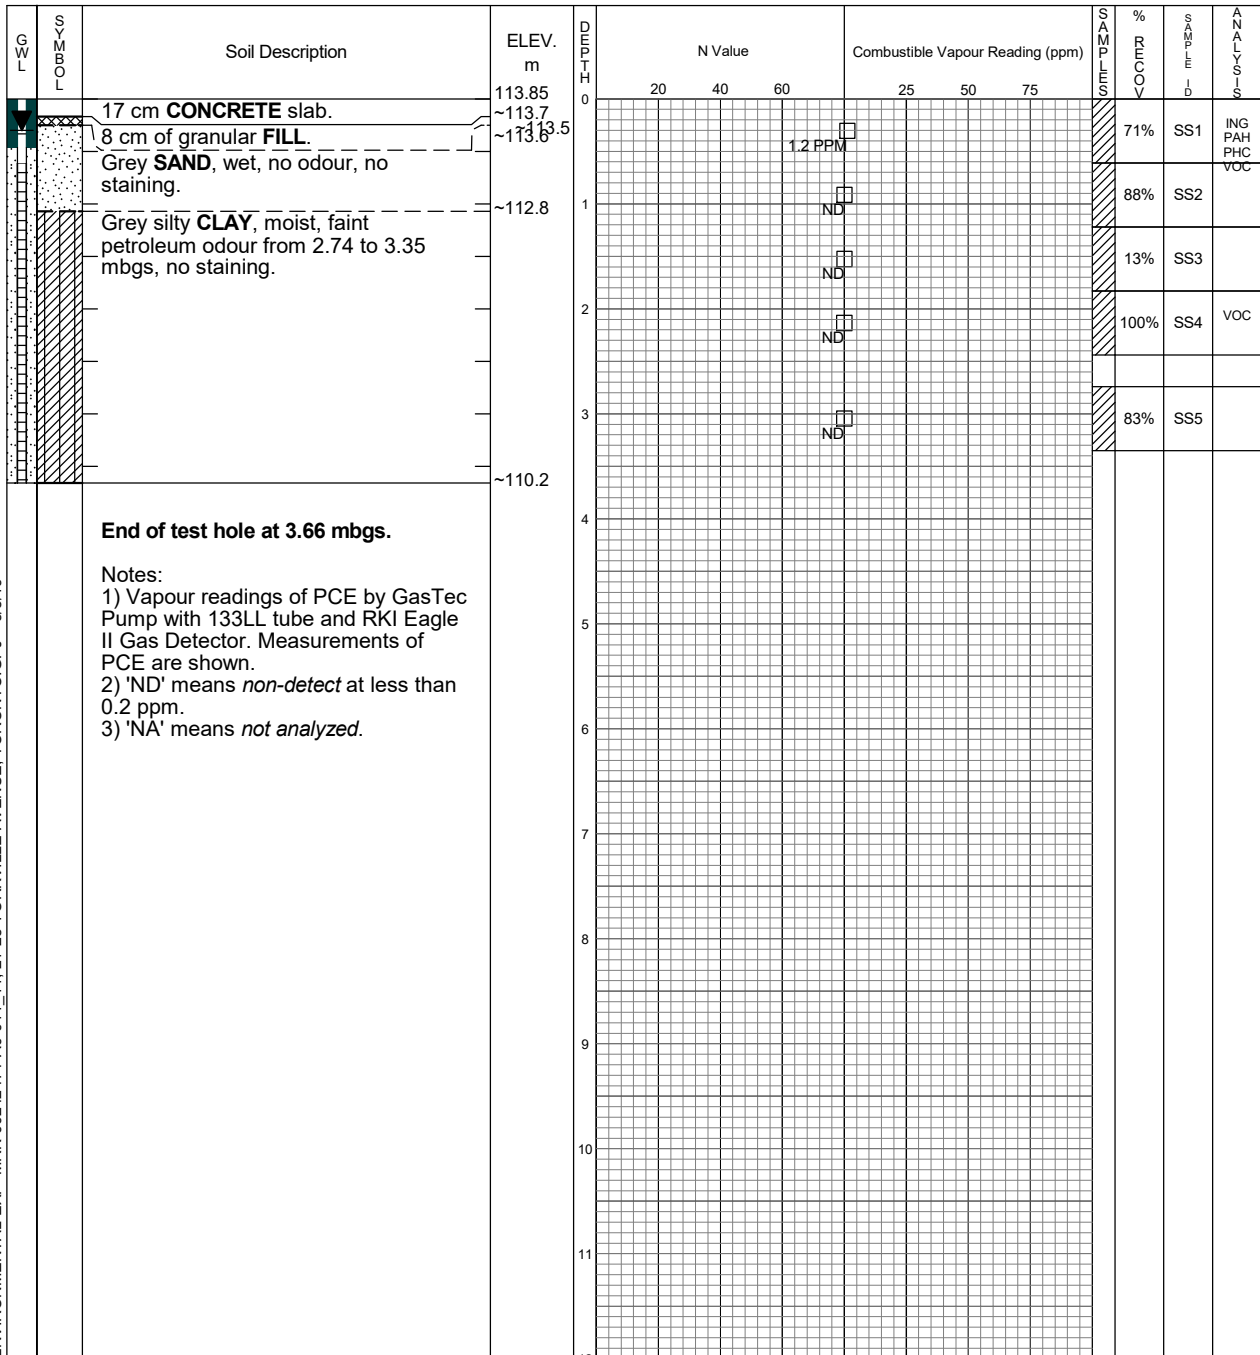 GWL
SYMBOL
Soil Description
ELEV.
m
DEPTH
N Value
Combustible Vapour Reading (ppm)
SAMPLES
% RECOV
SAMPLE ID
ANALYSIS
20 40 60 25 50 75
113.85
0
17 cm CONCRETE slab.
~113.7
~113.5
8 cm of granular FILL.
~113.6
Grey SAND, wet, no odour, no
staining.
~112.8
Grey silty CLAY, moist, faint
petroleum odour from 2.74 to 3.35
mbgs, no staining.
~110.2
1.2 PPM
71% SS1
ING
PAH
PHC
VOC
1
ND
88% SS2
ND
13% SS3
2
ND
100% SS4 VOC
3
ND
83% SS5
End of test hole at 3.66 mbgs.
Notes:
1) Vapour readings of PCE by GasTec
Pump with 133LL tube and RKI Eagle
II Gas Detector. Measurements of
PCE are shown.
2) 'ND' means non-detect at less than
0.2 ppm.
3) 'NA' means not analyzed.
4
5
6
7
8
9
10
11